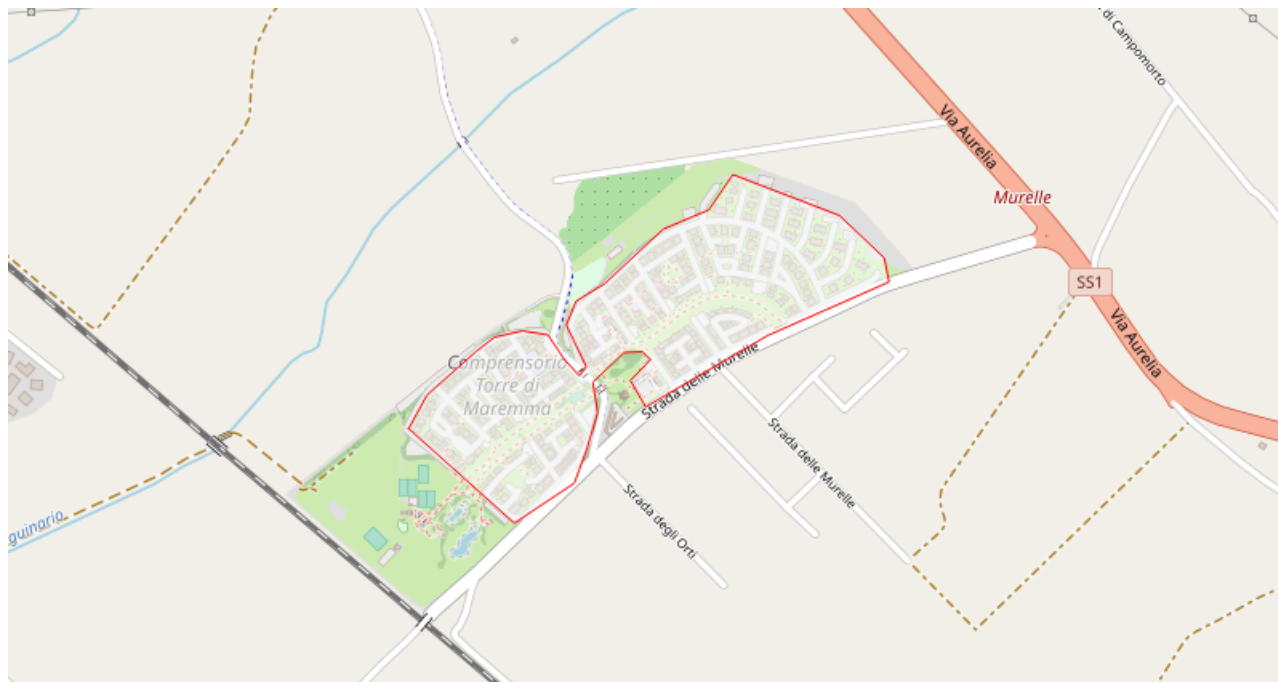 di Campomorto
Via Aurelia
Murelle
SS1
Via Aurelia
Comprensorio
Torre di
Maremma
Strada delle Murelle
Strada delle Murelle
Strada degli Orti
guinario